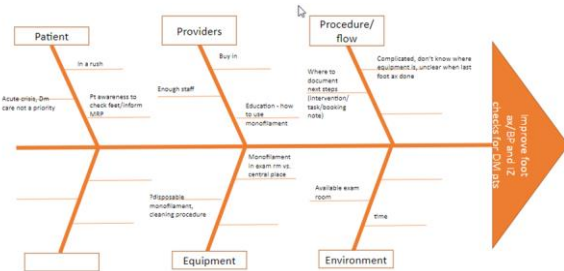 Patient
Providers
Procedure/
flow
In a rush
Acute crisis, Dm
care not a priority
Pt awareness to
check feet/inform
MRP
Buy in
Enough staff
Education - how
to use
monofilament
Complicated, don't know where
equipment is, unclear when last
foot ax done
Where to
document
next steps
(intervention/
task/booking
note)
improve foot
ax/BP and IZ
checks for DM pts
?disposable
monofilament,
cleaning procedure
Monofilament
in exam rm vs.
central place
Available exam
room
time
Equipment
Environment